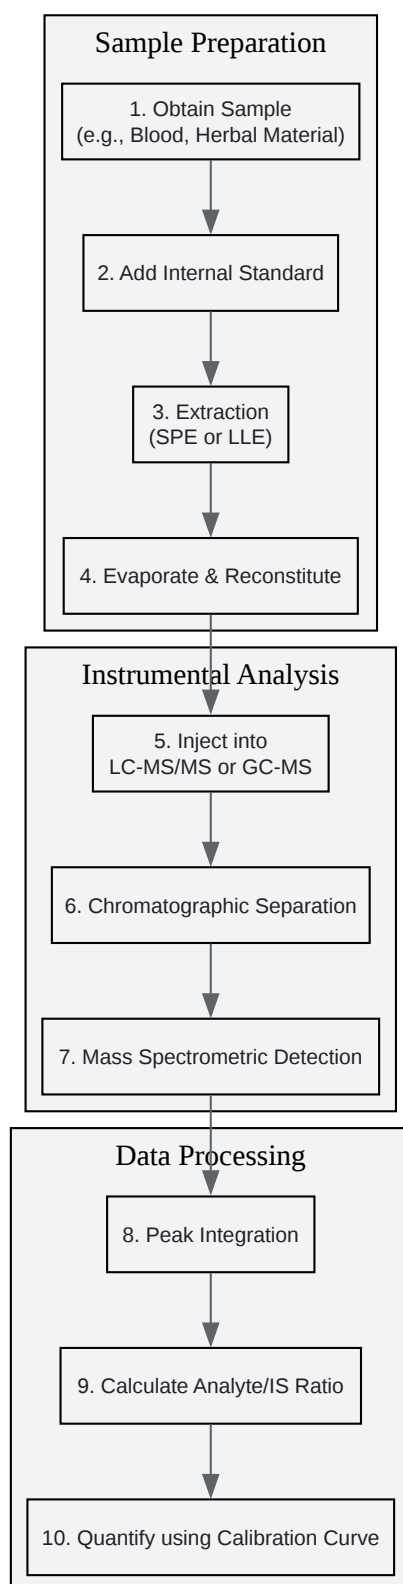 Sample Preparation
1. Obtain Sample
(e.g., Blood, Herbal Material)
2. Add Internal Standard
3. Extraction
(SPE or LLE)
4. Evaporate & Reconstitute
Instrumental Analysis
5. Inject into
LC-MS/MS or GC-MS
6. Chromatographic Separation
7. Mass Spectrometric Detection
Data Processing
8. Peak Integration
9. Calculate Analyte/IS Ratio
10. Quantify using Calibration Curve